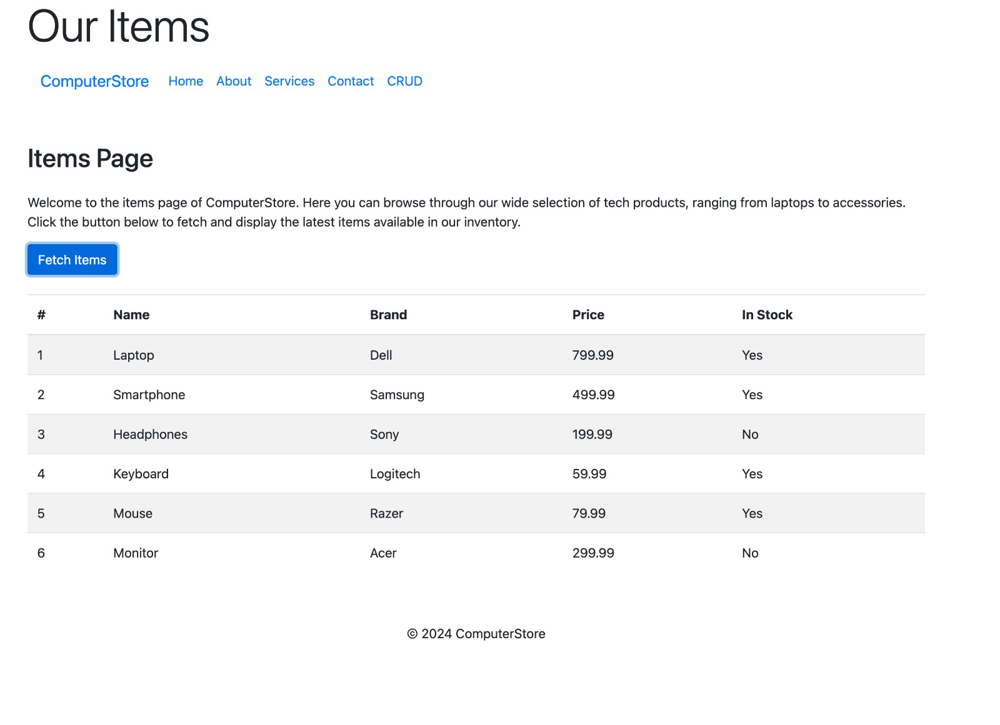 Our Items
ComputerStore Home About Services Contact CRUD
Items Page
Welcome to the items page of ComputerStore. Here you can browse through our wide selection of tech products, ranging from laptops to accessories.
Click the button below to fetch and display the latest items available in our inventory.
Fetch Items
# Name Brand Price In Stock
1 Laptop Dell 799.99 Yes
2 Smartphone Samsung 499.99 Yes
3 Headphones Sony 199.99 No
4 Keyboard Logitech 59.99 Yes
5 Mouse Razer 79.99 Yes
6 Monitor Acer 299.99 No
© 2024 ComputerStore